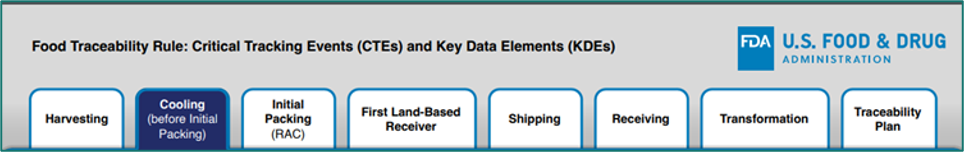 Food Traceability Rule: Critical Tracking Events (CTEs) and Key Data Elements (KDEs)
FDA
U.S. FOOD & DRUG
ADMINISTRATION
Harvesting
Cooling
(before Initial
Packing)
Initial
Packing
(RAC)
First Land-Based
Receiver
Shipping
Receiving
Transformation
Traceability
Plan